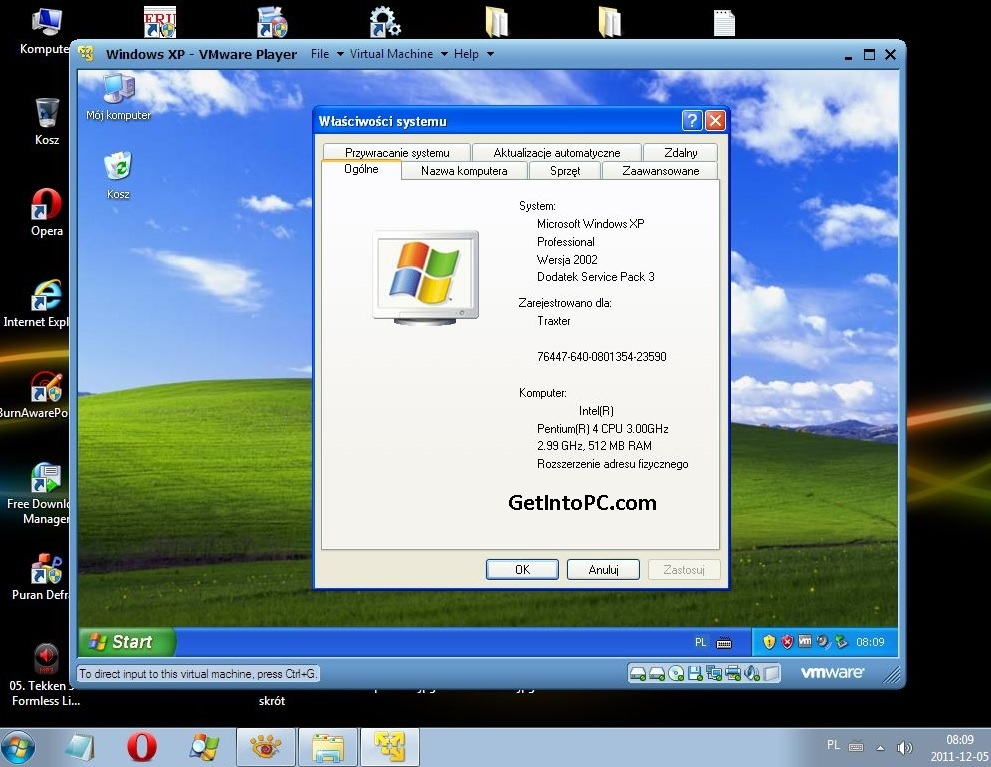 Kompute
ERU
Windows XP - VMware Player File Virtual Machine Help
Mój komputer
Kosz
Kosz
Opera
Internet Expl
BurnAwarePo
Free Downlo
Manager
Puran Defra
MP3
05. Tekken
Formless Li...
Właściwości systemu
Przywracanie systemu Aktualizacje automatyczne Zdalny
Ogólne Nazwa komputera Sprzęt Zaawansowane
System:
Microsoft Windows XP
Professional
Wersja 2002
Dodatek Service Pack 3
Zarejestrowano dla:
Traxter
76447-640-0801354-23590
Komputer:
Intel(R)
Pentium(R) 4 CPU 3.00GHz
2.99 GHz, 512 MB RAM
Rozszerzenie adresu fizycznego
GetIntoPC.com
OK Anuluj Zastosuj
Start PL vm 08:09
To direct input to this virtual machine, press Ctrl+G. vmware
skrót
PL 08:09
2011-12-05